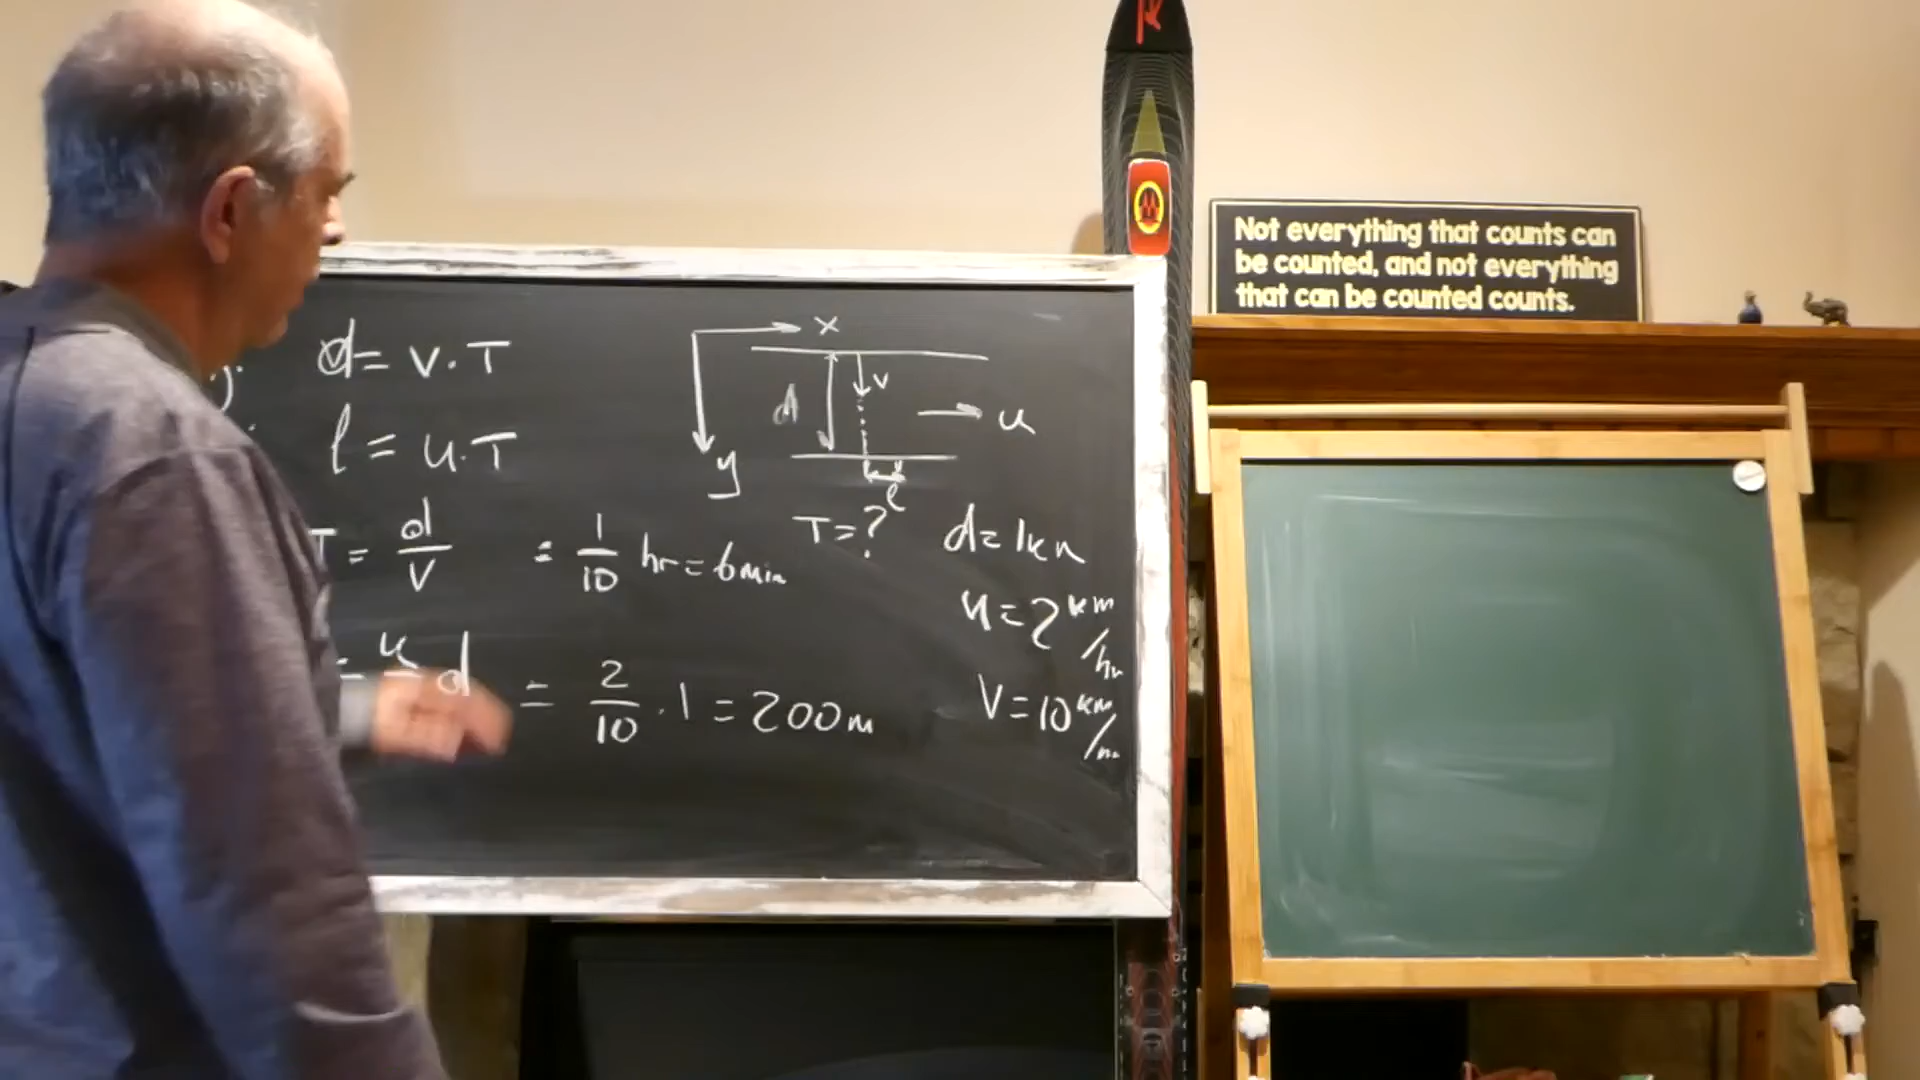 d = v·T
l = u·T
T = d/v = 1/10 hr = 6 min
= u/v d = 2/10 · 1 = 200 m
x
y
d
v
u
l
T = ?
d = 1 km
u = 2 km/hr
V = 10 km/hr
Not everything that counts can
be counted, and not everything
that can be counted counts.